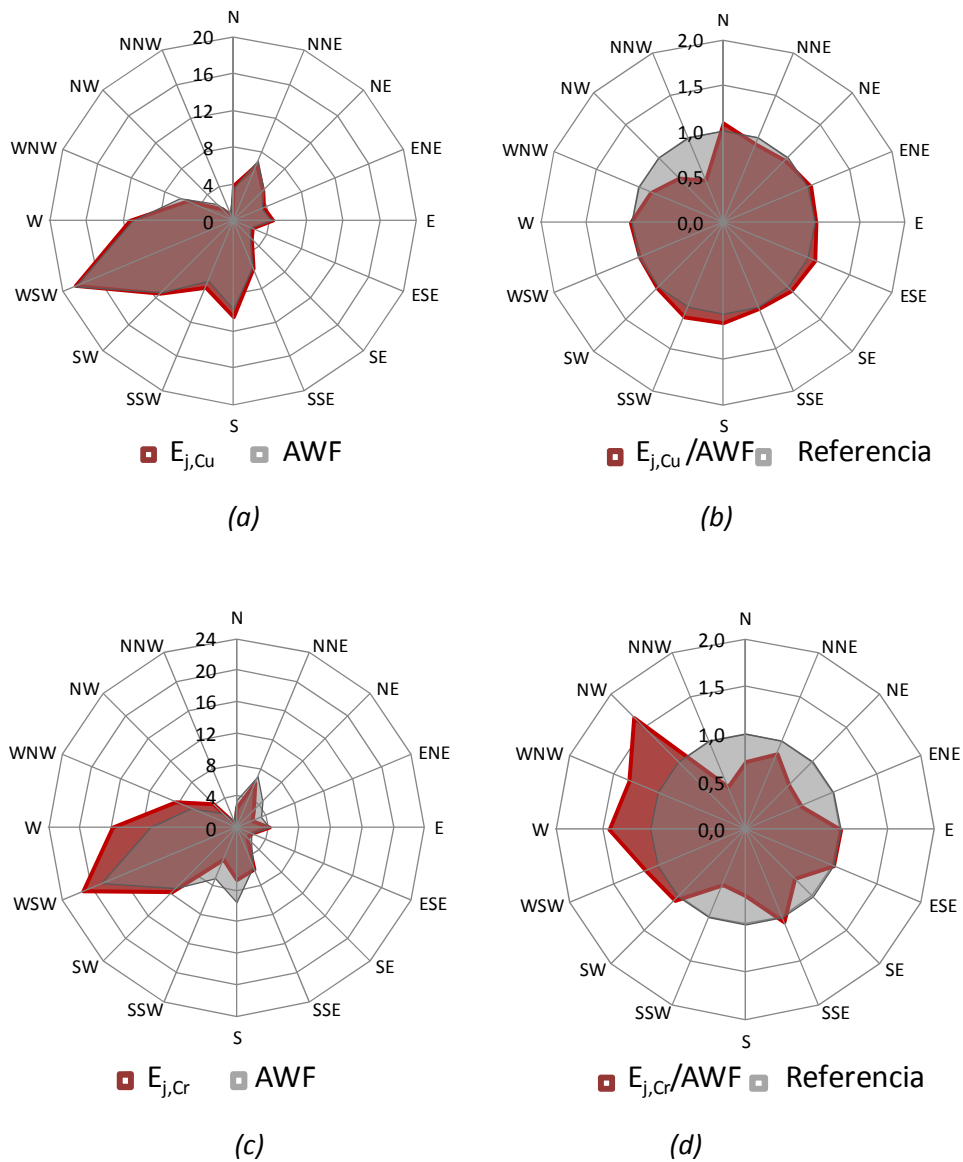 N
NNE
NE
ENE
E
ESE
SE
SSE
S
SSW
SW
WSW
W
WNW
NW
NNW
20
16
12
8
4
0
E_j,Cu AWF
(a)
N
NNE
NE
ENE
E
ESE
SE
SSE
S
SSW
SW
WSW
W
WNW
NW
NNW
2,0
1,5
1,0
0,5
0,0
E_j,Cu /AWF Referencia
(b)
N
NNE
NE
ENE
E
ESE
SE
SSE
S
SSW
SW
WSW
W
WNW
NW
NNW
24
20
16
12
8
4
0
E_j,Cr AWF
(c)
N
NNE
NE
ENE
E
ESE
SE
SSE
S
SSW
SW
WSW
W
WNW
NW
NNW
2,0
1,5
1,0
0,5
0,0
E_j,Cr/AWF Referencia
(d)